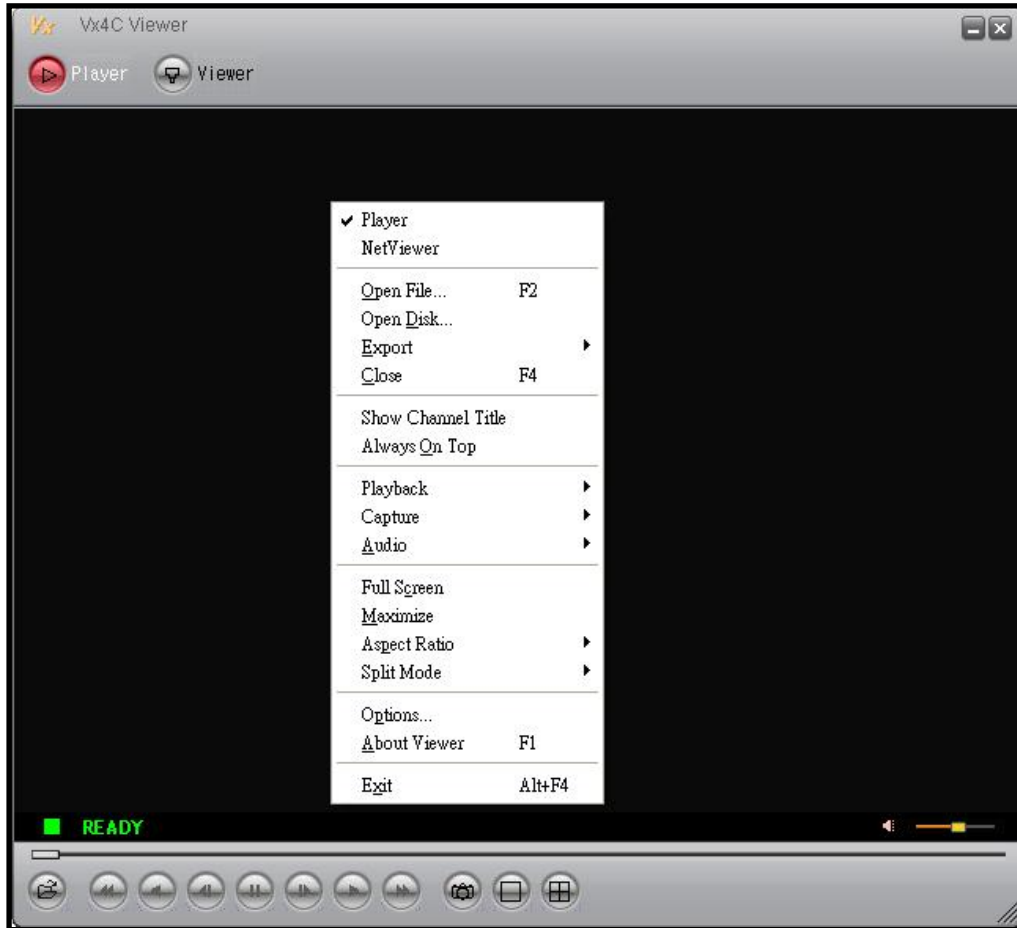 Vx Vx4C Viewer
Player Viewer
Player
NetViewer
Open File... F2
Open Disk...
Export
Close F4
Show Channel Title
Always On Top
Playback
Capture
Audio
Full Screen
Maximize
Aspect Ratio
Split Mode
Options...
About Viewer F1
Exit Alt+F4
READY